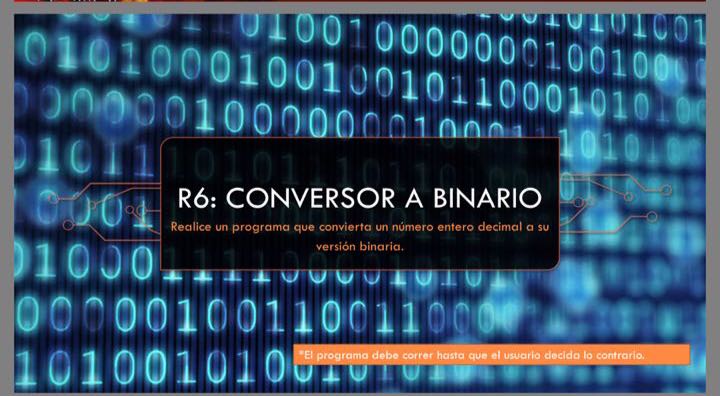 R6: CONVERSOR A BINARIO
Realice un programa que convierta un número entero decimal a su
versión binaria.
*El programa debe correr hasta que el usuario decida lo contrario.